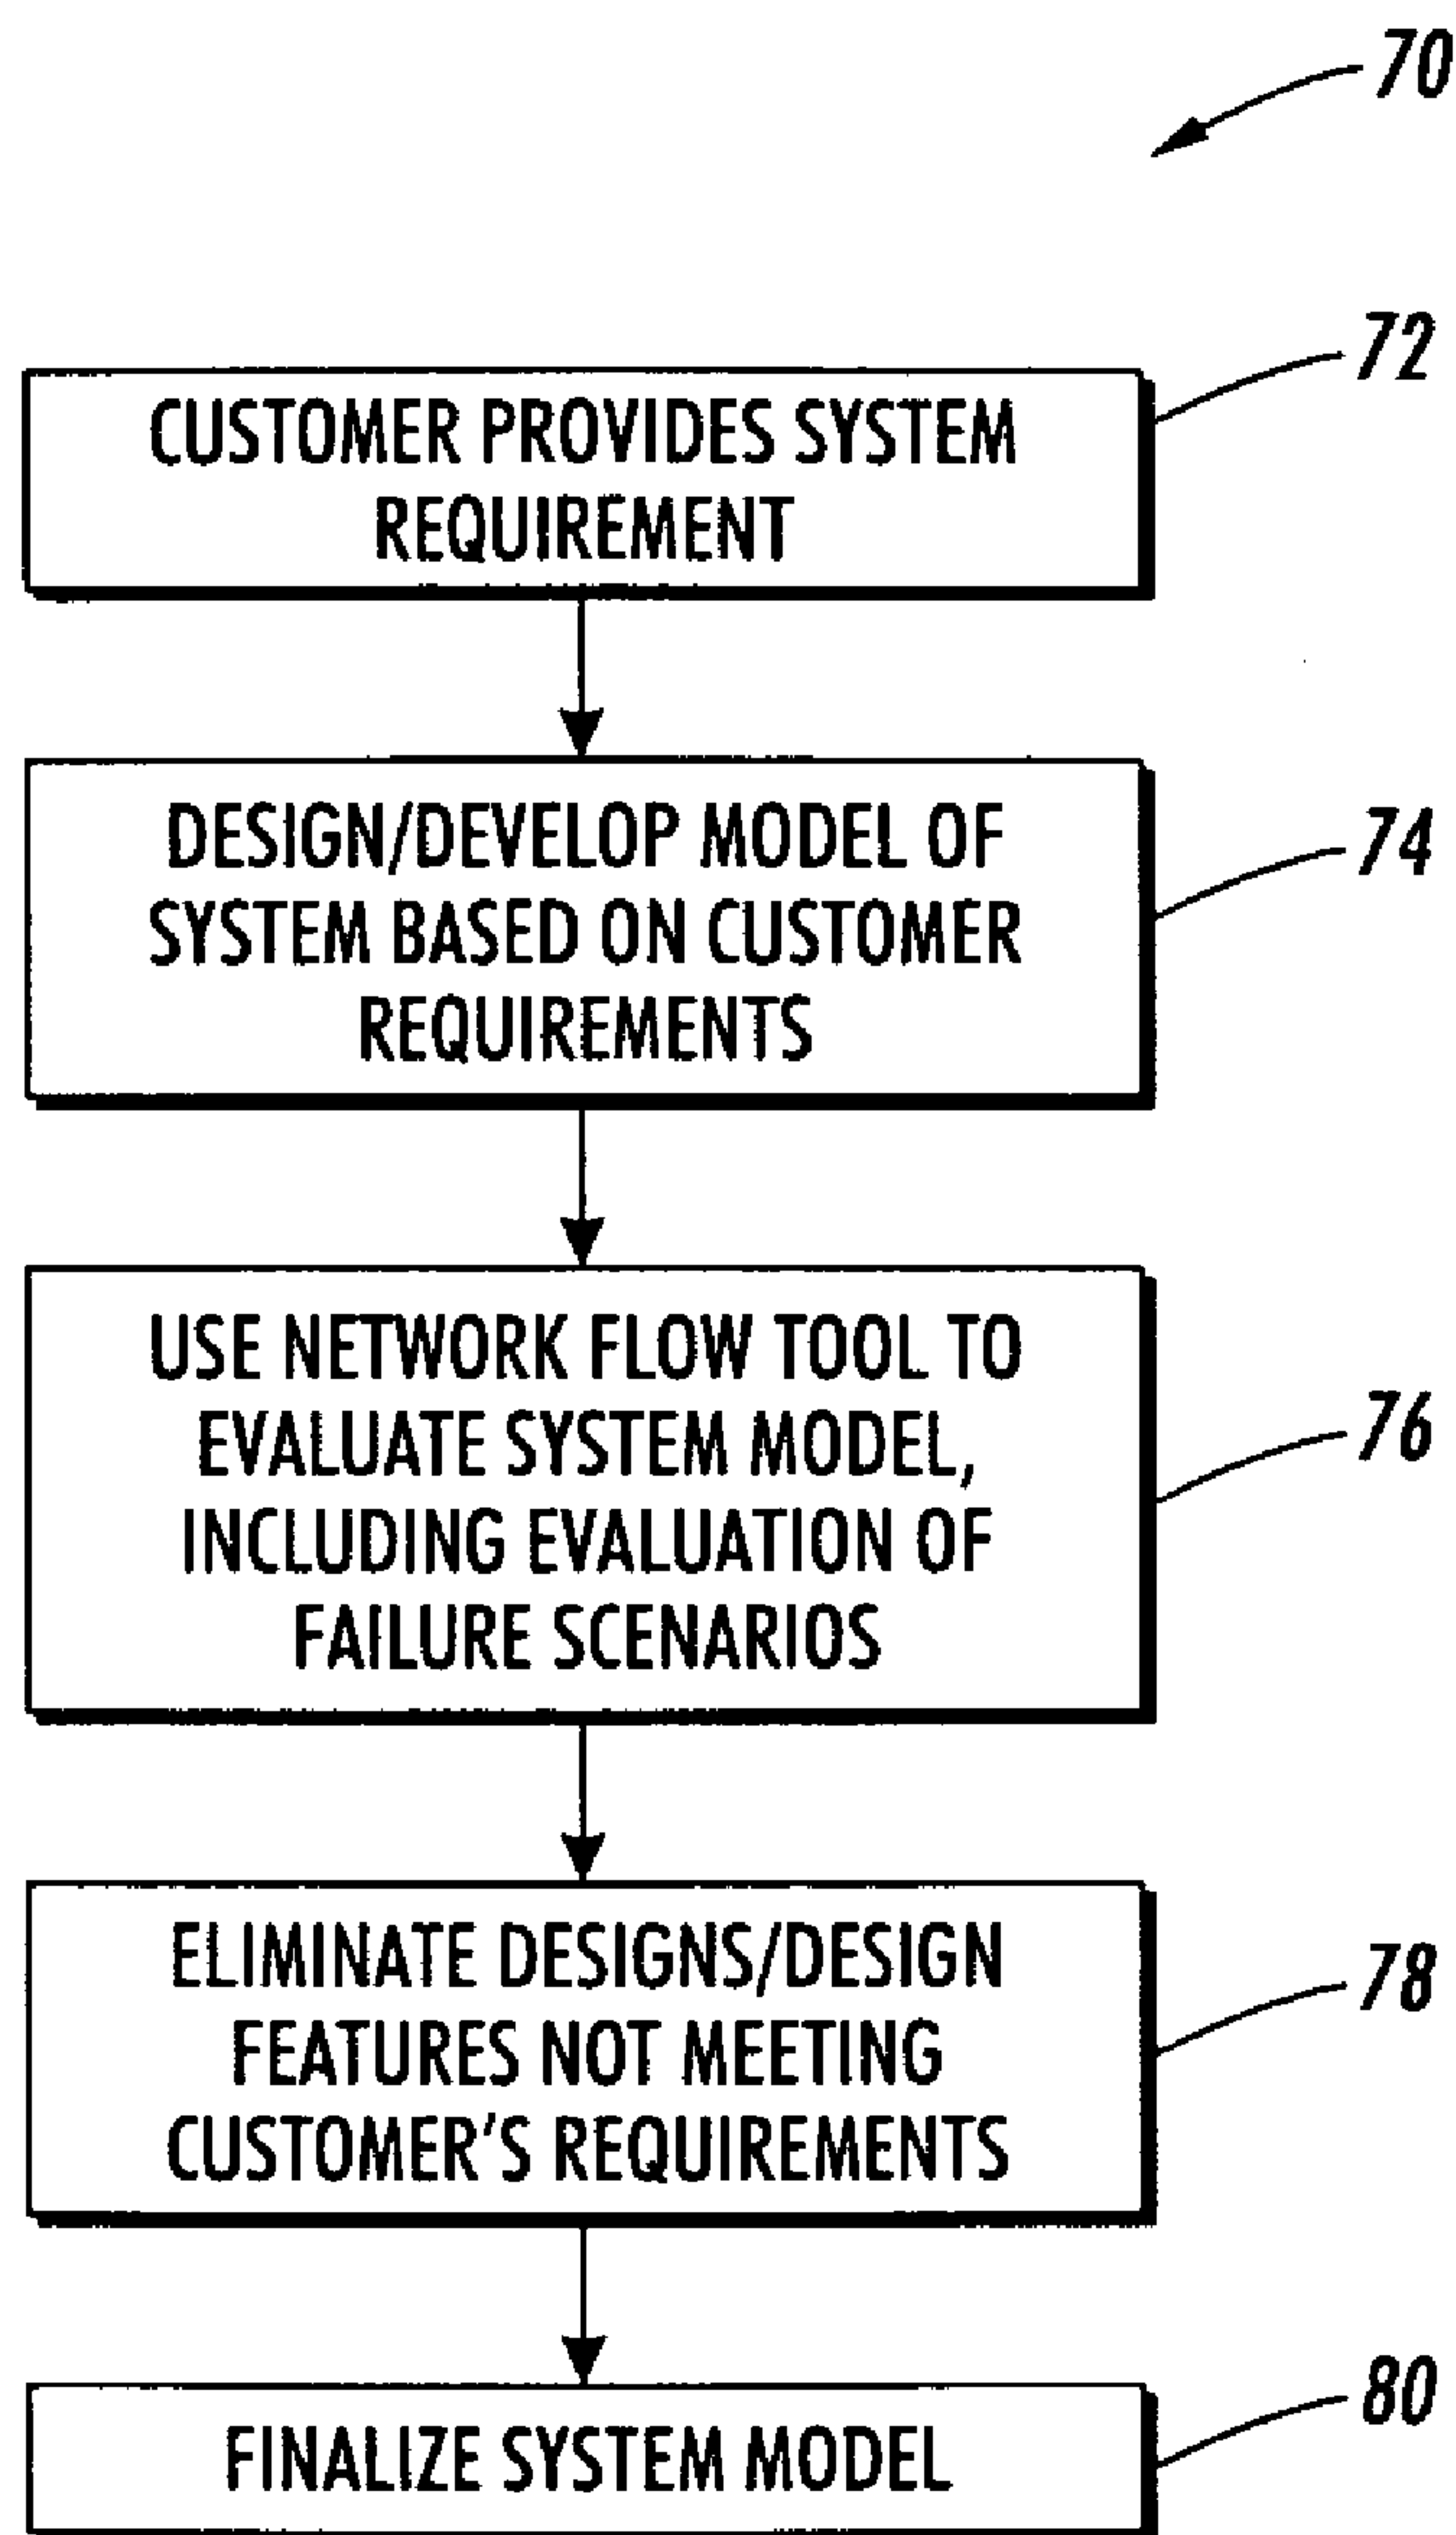 70
72
CUSTOMER PROVIDES SYSTEM
REQUIREMENT
74
DESIGN/DEVELOP MODEL OF
SYSTEM BASED ON CUSTOMER
REQUIREMENTS
76
USE NETWORK FLOW TOOL TO
EVALUATE SYSTEM MODEL,
INCLUDING EVALUATION OF
FAILURE SCENARIOS
78
ELIMINATE DESIGNS/DESIGN
FEATURES NOT MEETING
CUSTOMER'S REQUIREMENTS
80
FINALIZE SYSTEM MODEL